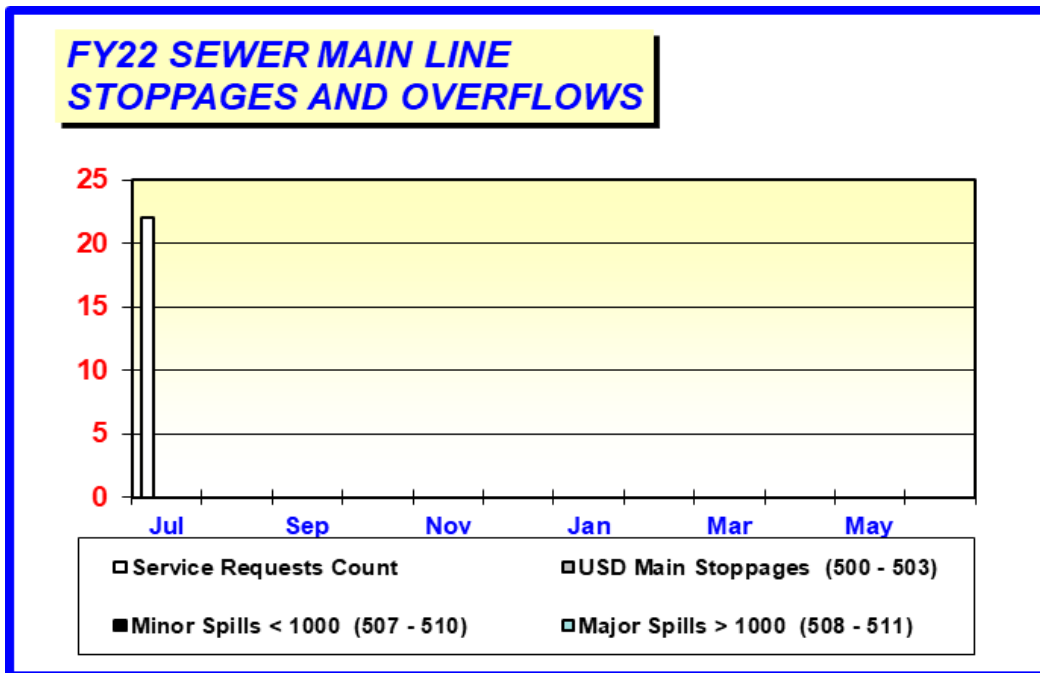 FY22 SEWER MAIN LINE
STOPPAGES AND OVERFLOWS
25
20
15
10
5
0
Jul Sep Nov Jan Mar May
Service Requests Count USD Main Stoppages (500 - 503)
Minor Spills < 1000 (507 - 510) Major Spills > 1000 (508 - 511)